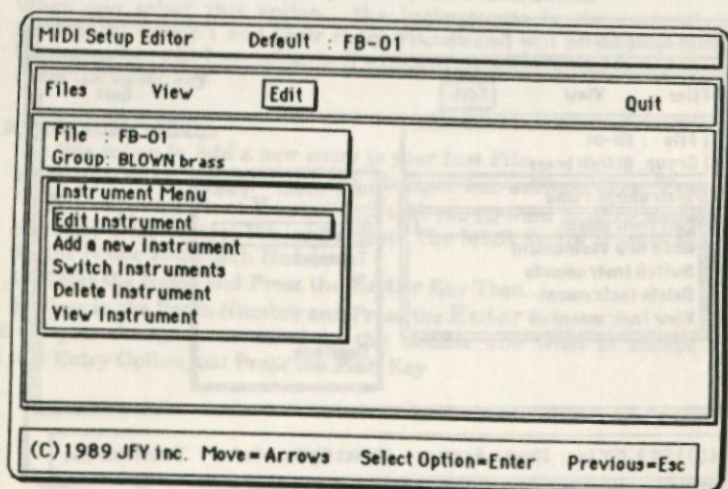 MIDI Setup Editor Default : FB-01
Files View Edit Quit
File : FB-01
Group: BLOWN brass
Instrument Menu
Edit Instrument
Add a new Instrument
Switch Instruments
Delete Instrument
View Instrument
(C) 1989 JFY Inc. Move=Arrows Select Option=Enter Previous=Esc